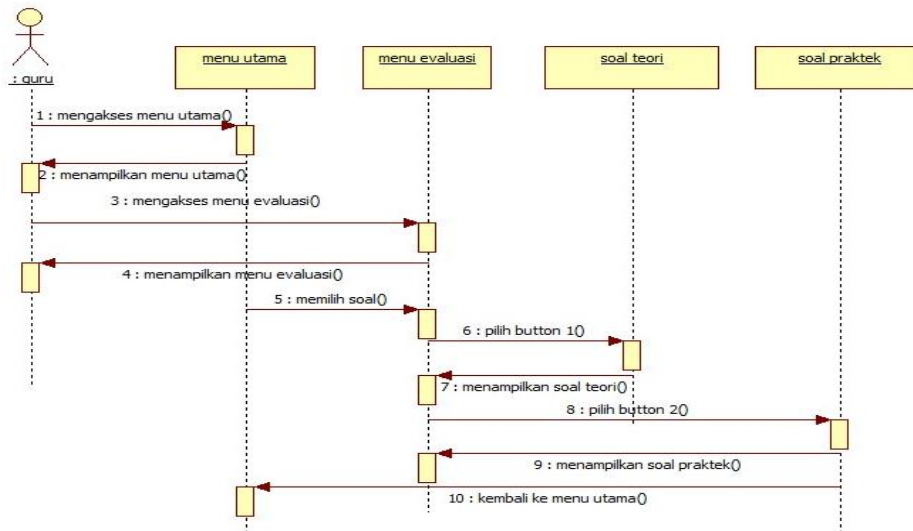 : guru
menu utama
menu evaluasi
soal teori
soal praktek
1 : mengakses menu utama()
2 : menampilkan menu utama()
3 : mengakses menu evaluasi()
4 : menampilkan menu evaluasi()
5 : memilih soal()
6 : pilih button 1()
7 : menampilkan soal teori()
8 : pilih button 2()
9 : menampilkan soal praktek()
10 : kembali ke menu utama()